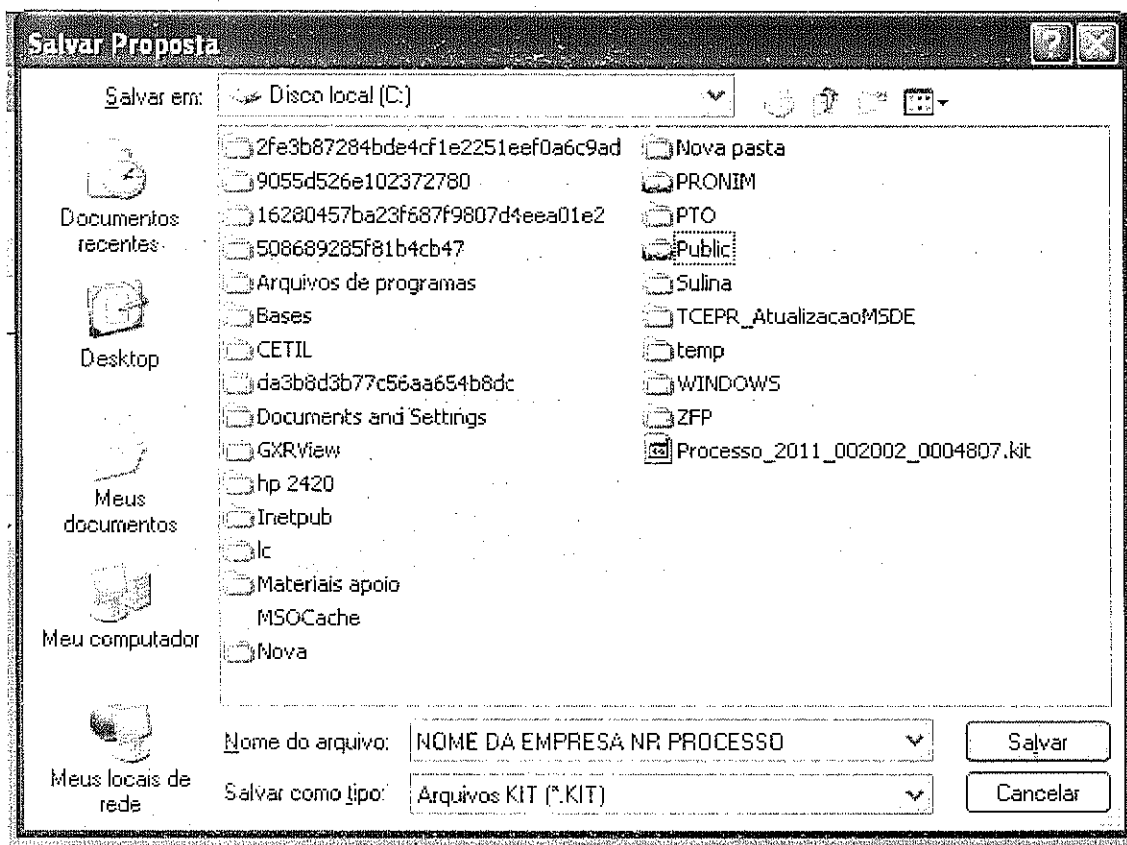 Salvar Proposta
Salvar em: Disco local (C:)
Documentos recentes
Desktop
Meus documentos
Meu computador
Meus locais de rede
2fe3b87284bde4cf1e2251eef0a6c9ad
9055d526e102372780
16280457ba23f687f9807d4eea01e2
508689285f81b4cb47
Arquivos de programas
Bases
CETIL
da3b8d3b77c56aa654b8dc
Documents and Settings
GXRView
hp 2420
Inetpub
lc
Materiais apoio
MSOCache
Nova
Nova pasta
PRONIM
PTO
Public
Sulina
TCEPR_AtualizacaoMSDE
temp
WINDOWS
ZFP
Processo_2011_002002_0004807.kit
Nome do arquivo: NOME DA EMPRESA NR PROCESSO
Salvar
Salvar como tipo: Arquivos KIT (*.KIT)
Cancelar